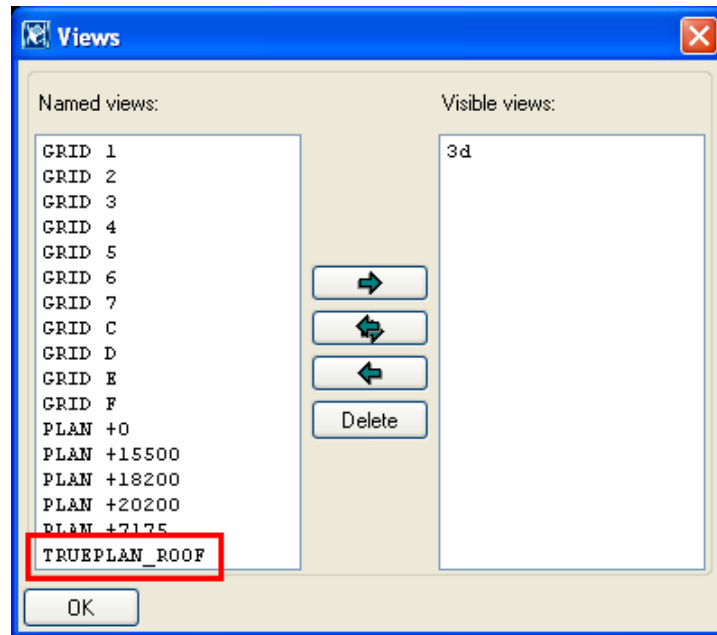 Views
Named views:
Visible views:
GRID 1
GRID 2
GRID 3
GRID 4
GRID 5
GRID 6
GRID 7
GRID C
GRID D
GRID E
GRID F
PLAN +0
PLAN +15500
PLAN +18200
PLAN +20200
PLAN +7175
TRUEPLAN_ROOF
3d
Delete
OK